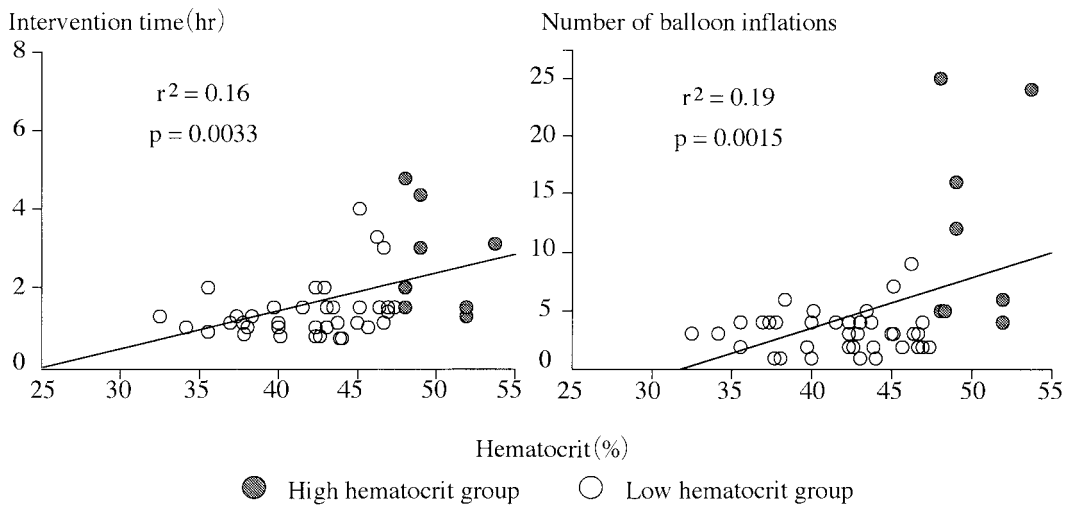 Intervention time(hr)
8
6
4
2
0
r2 = 0.16
p = 0.0033
25 30 35 40 45 50 55
Number of balloon inflations
25
20
15
10
5
0
r2 = 0.19
p = 0.0015
25 30 35 40 45 50 55
Hematocrit(%)
High hematocrit group
Low hematocrit group